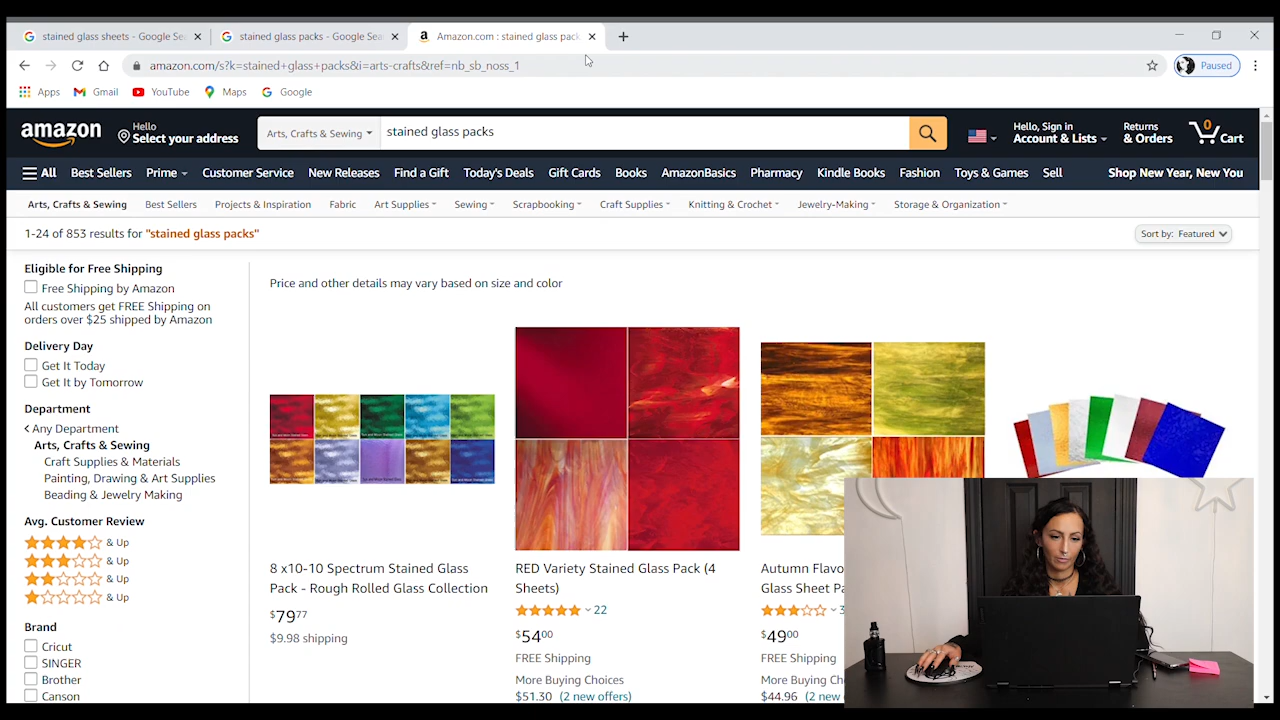 stained glass sheets - Google Se
stained glass packs - Google Sea
Amazon.com : stained glass pack
amazon.com/s?k=stained+glass+packs&i=arts-crafts&ref=nb_sb_noss_1
Paused
Apps
Gmail
YouTube
Maps
Google
amazon
Hello
Select your address
Arts, Crafts & Sewing
stained glass packs
Hello, Sign in
Account & Lists
Returns
& Orders
0
Cart
All
Best Sellers
Prime
Customer Service
New Releases
Find a Gift
Today's Deals
Gift Cards
Books
AmazonBasics
Pharmacy
Kindle Books
Fashion
Toys & Games
Sell
Shop New Year, New You
Arts, Crafts & Sewing
Best Sellers
Projects & Inspiration
Fabric
Art Supplies
Sewing
Scrapbooking
Craft Supplies
Knitting & Crochet
Jewelry-Making
Storage & Organization
1-24 of 853 results for "stained glass packs"
Sort by: Featured
Eligible for Free Shipping
Free Shipping by Amazon
All customers get FREE Shipping on
orders over $25 shipped by Amazon
Delivery Day
Get It Today
Get It by Tomorrow
Department
Any Department
Arts, Crafts & Sewing
Craft Supplies & Materials
Painting, Drawing & Art Supplies
Beading & Jewelry Making
Avg. Customer Review
& Up
& Up
& Up
& Up
Brand
Cricut
SINGER
Brother
Canson
Price and other details may vary based on size and color
8 x10-10 Spectrum Stained Glass
Pack - Rough Rolled Glass Collection
$7977
$9.98 shipping
RED Variety Stained Glass Pack (4
Sheets)
22
$5400
FREE Shipping
More Buying Choices
$51.30 (2 new offers)
Autumn Flavo
Glass Sheet Pa
3
$4900
FREE Shipping
More Buying Ch
$44.96 (2 new